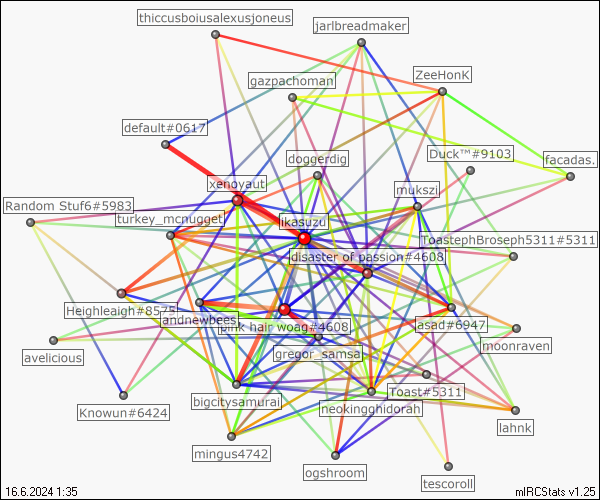 thiccusboiusalexusjoneus
jarlbreadmaker
gazpachoman
ZeeHonK
default#0617
doggerdig
Duck™#9103
facadas.
xenoyaut
mukszi
Random Stuf6#5983
turkey_mcnugget
likasuzu
ToastephBroseph5311#5311
disaster of passion#4608
Heighleaigh#8575
andnewbees
pink hair woag#4608
asad#6947
moonraven
avelicious
gregor_samsa
Toast#5311
bigcitysamurai
neokingghidorah
Knowun#6424
lahnk
mingus4742
ogshroom
tescoroll
16.6.2024 1:35
mIRCStats v1.25